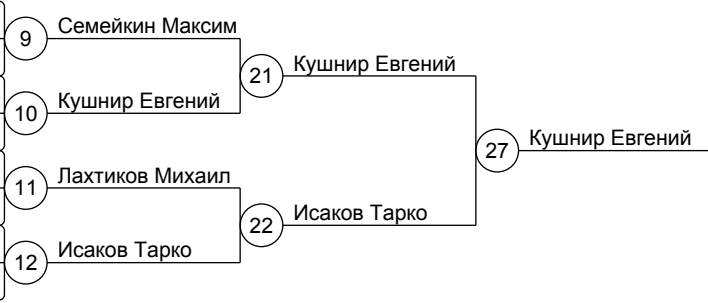 9 Семейкин Максим
21 Кушнир Евгений
10 Кушнир Евгений
27 Кушнир Евгений
11 Лахтиков Михаил
22 Исаков Тарко
12 Исаков Тарко